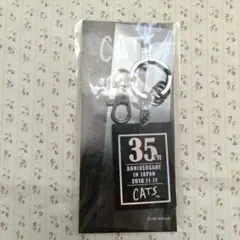 CATS
35TH
ANNIVERSARY
IN JAPAN
2018.11.11
CATS